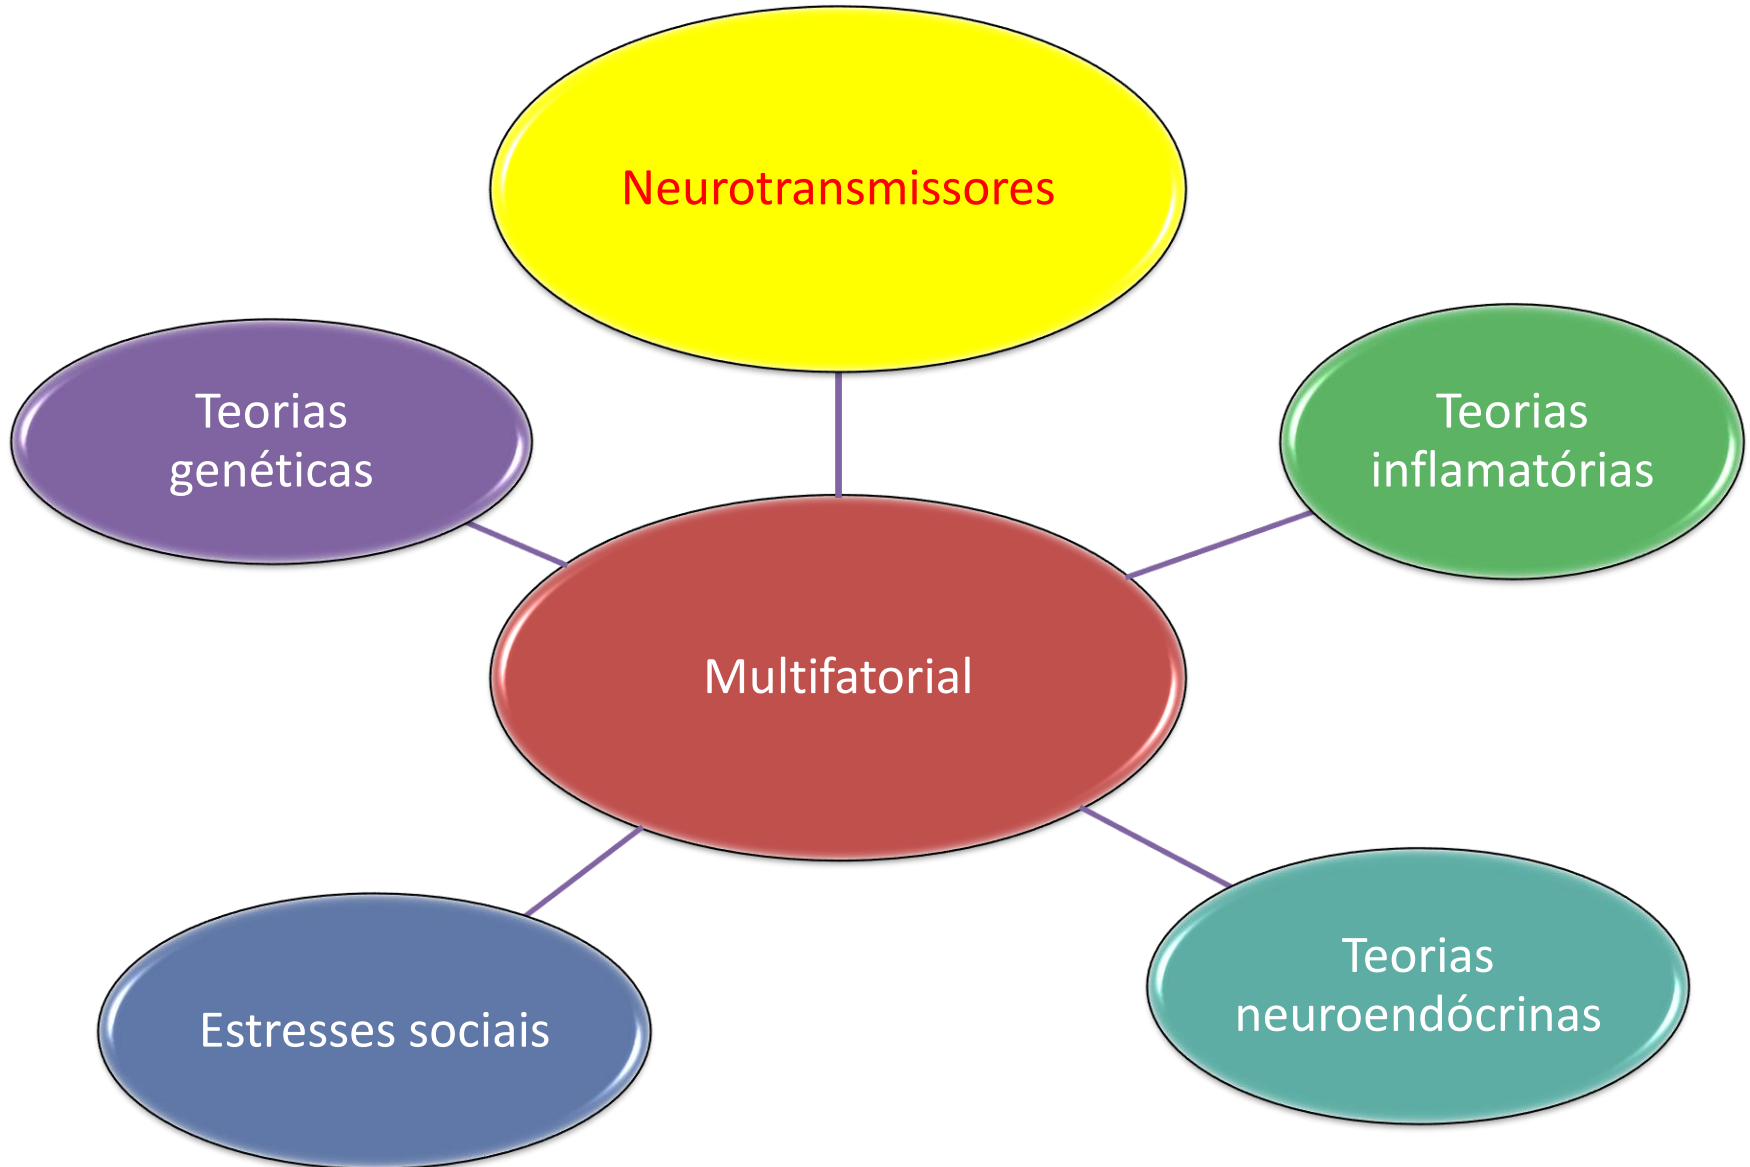 Neurotransmissores
Teorias
genéticas
Teorias
inflamatórias
Multifatorial
Estresses sociais
Teorias
neuroendócrinas